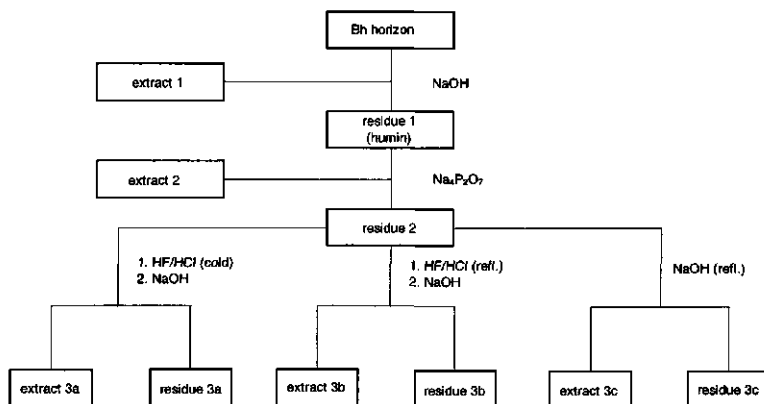 Bh horizon
extract 1
NaOH
residue 1
(humin)
extract 2
Na₄P₂O₇
residue 2
1. HF/HCl (cold)
2. NaOH
1. HF/HCl (refl.)
2. NaOH
NaOH (refl.)
extract 3a
residue 3a
extract 3b
residue 3b
extract 3c
residue 3c